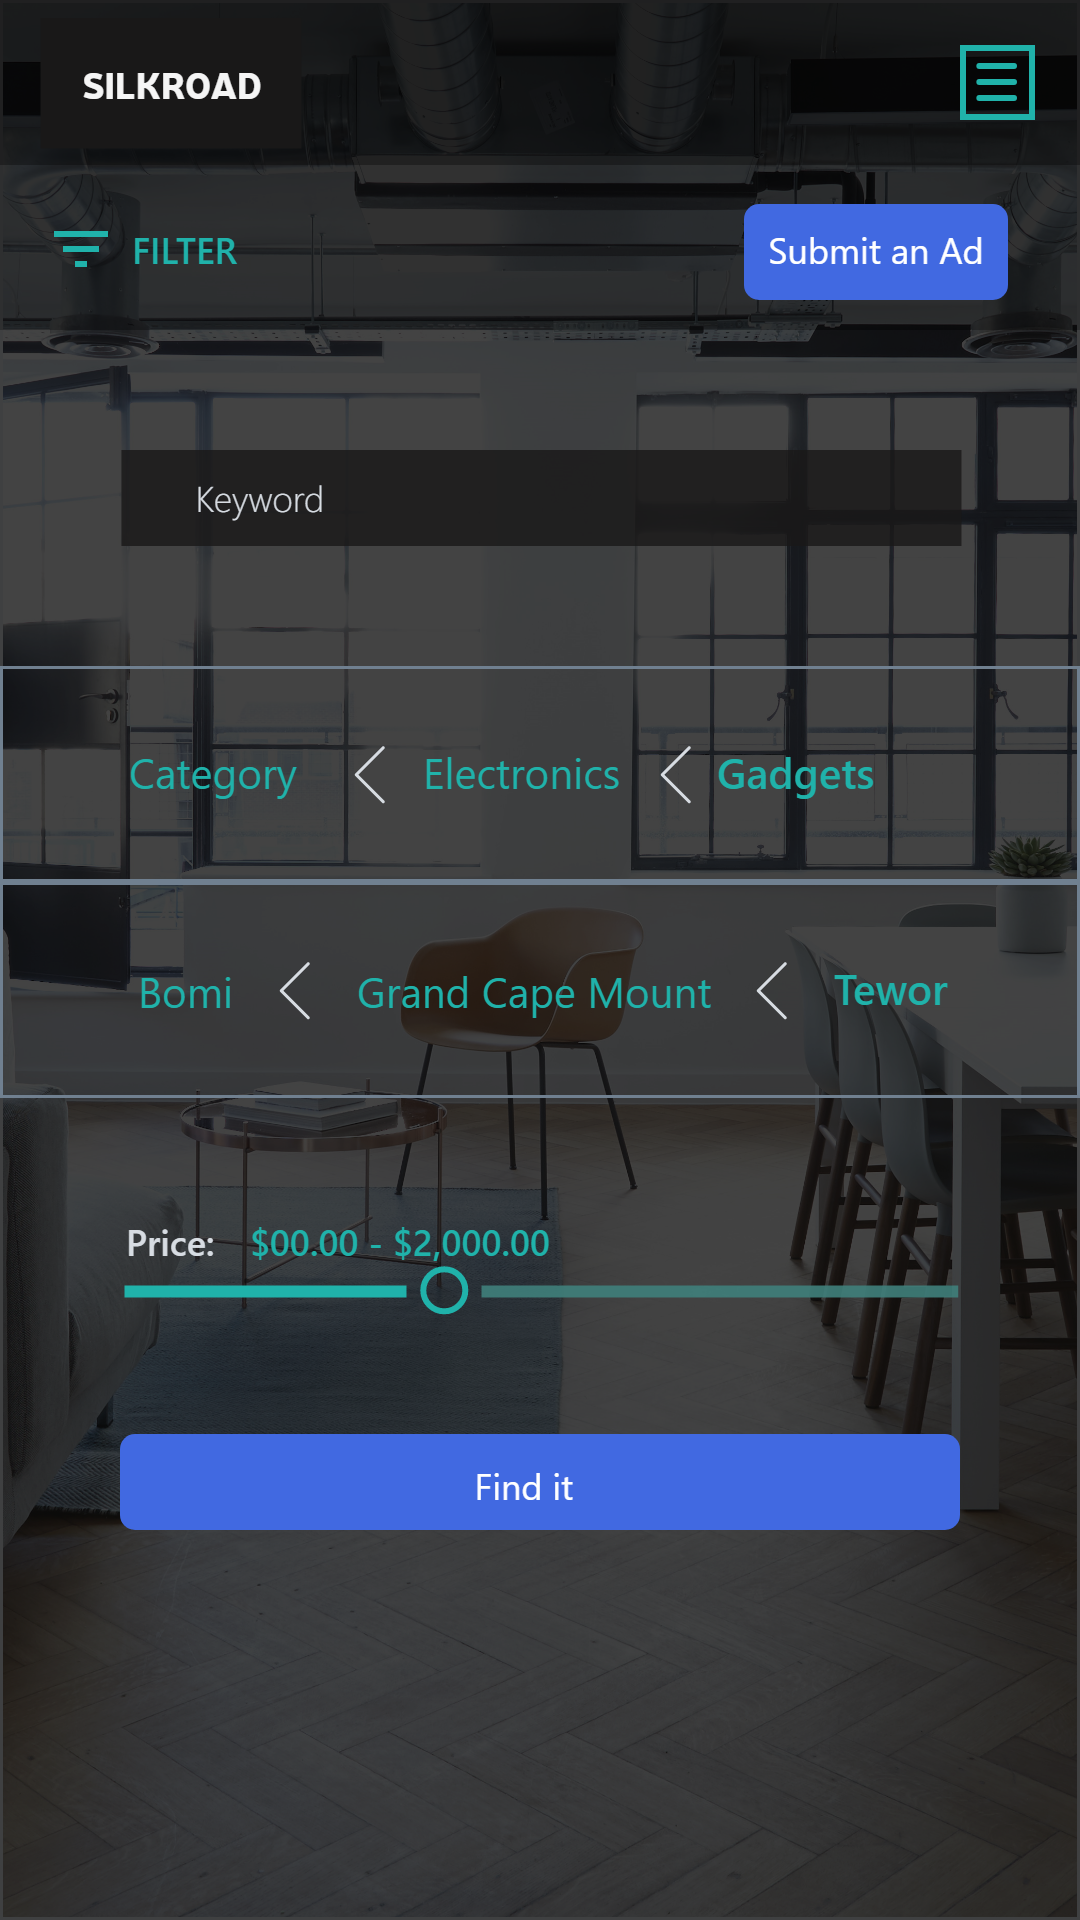 SILKROAD
FILTER
Submit an Ad
Keyword
Category Electronics Gadgets
Bomi Grand Cape Mount Tewor
Price: $00.00 - $2,000.00
Find it